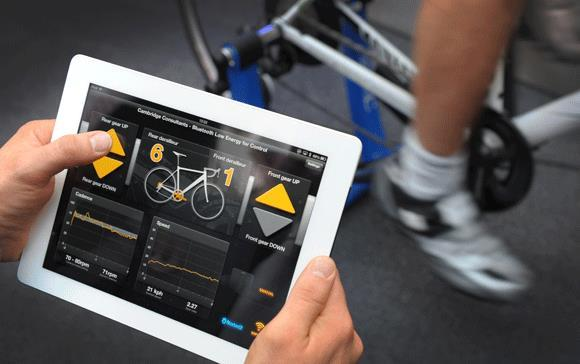 Cambridge Consultants - Bluetooth Low Energy for Control
Rear gear UP
Rear gear DOWN
Rear derailleur
6
Front derailleur
1
Front gear UP
Front gear DOWN
Cadence
70 - 80rpm
71rpm
Speed
21 kph
2.27